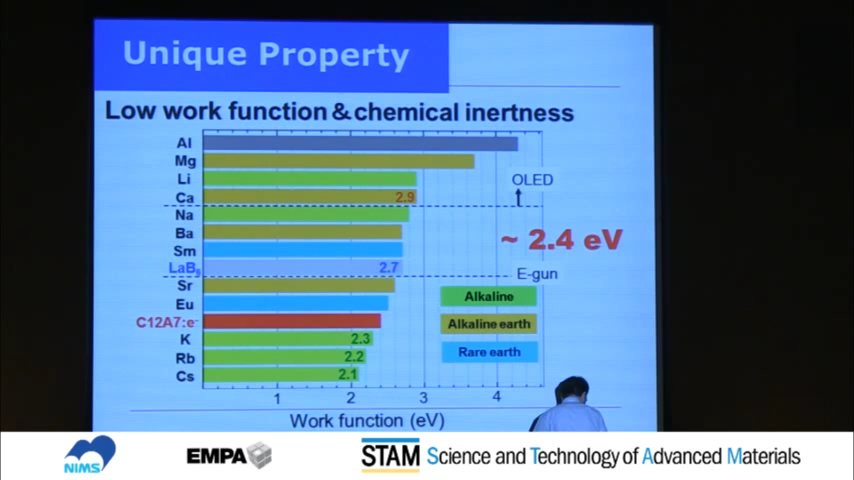 Unique Property
Low work function & chemical inertness
Al
Mg
Li
Ca 2.9
OLED
Na
Ba
~ 2.4 eV
Sm
LaB₆ 2.7
E-gun
Sr
Alkaline
Eu
C12A7:e⁻
Alkaline earth
K 2.3
Rb 2.2
Rare earth
Cs 2.1
1 2 3 4
Work function (eV)
NIMS
EMPA
STAM Science and Technology of Advanced Materials